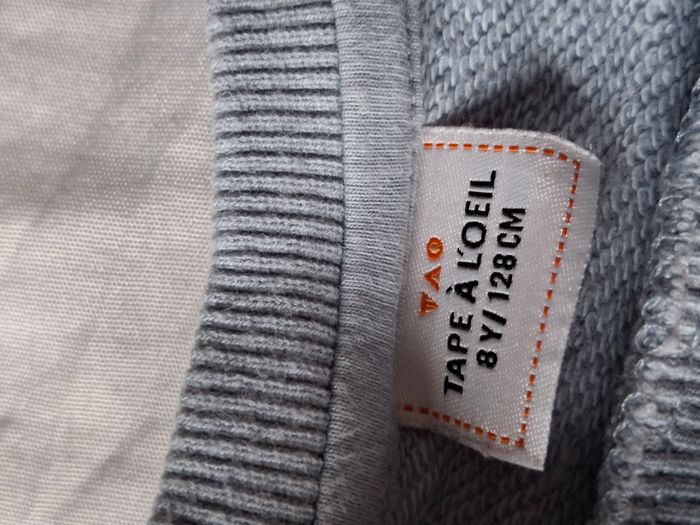 TAO
TAPE À L'OEIL
8 Y/ 128 CM